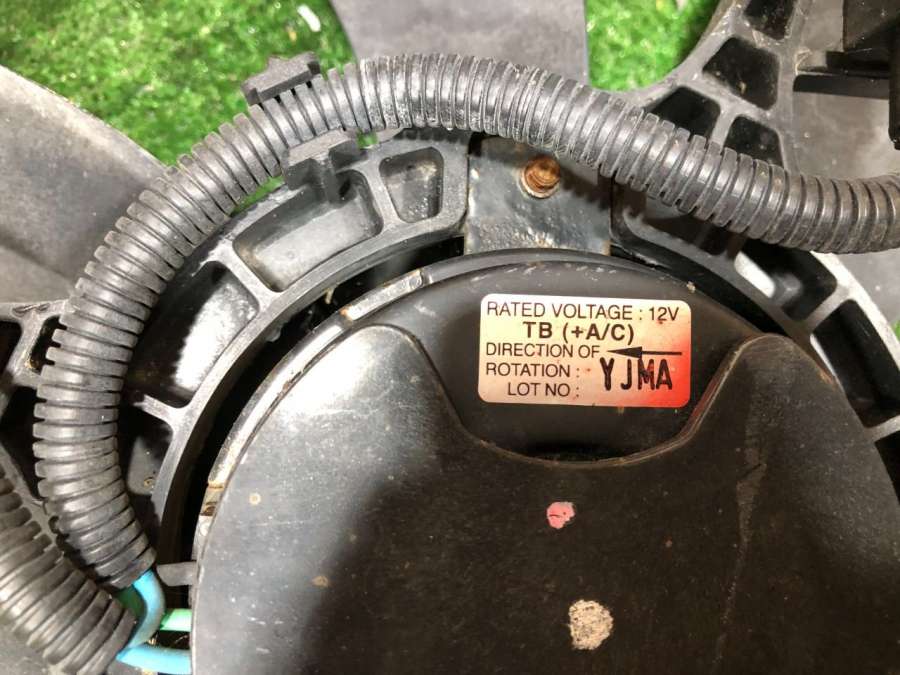 RATED VOLTAGE : 12V
TB (+A/C)
DIRECTION OF
ROTATION :
LOT NO : YJMA